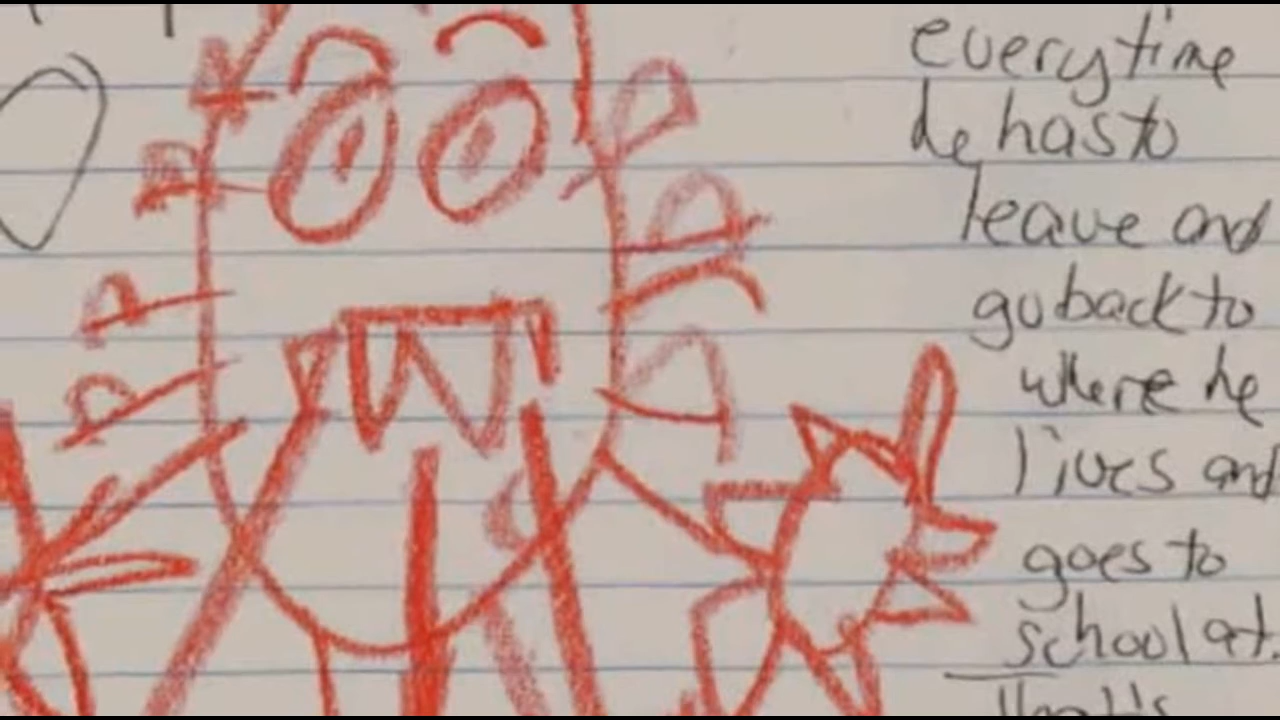 everytime
he has to
leave and
go back to
where he
lives and
goes to
school at.